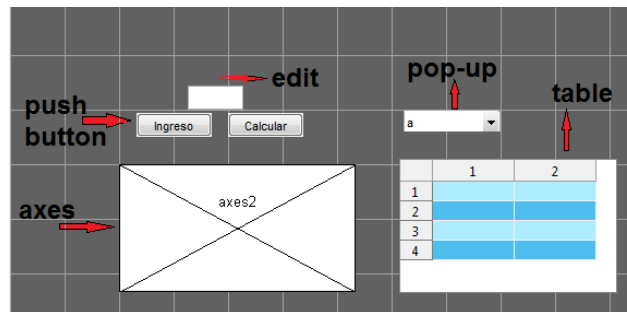 edit
pop-up
table
push
button
Ingreso
Calcular
a
1 2
1
2
3
4
axes
axes2